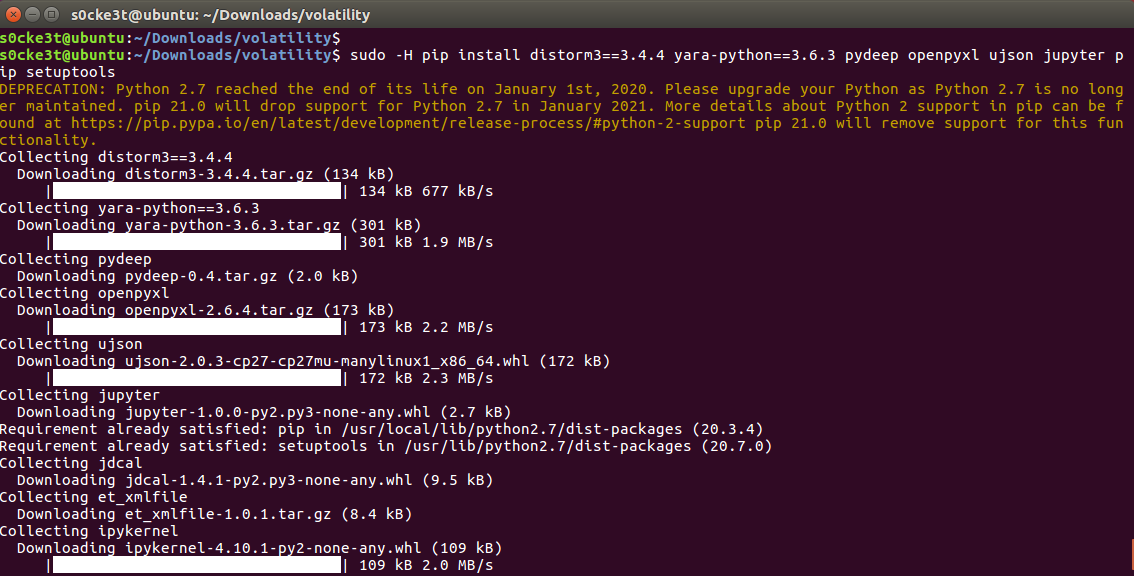 s0cke3t@ubuntu: ~/Downloads/volatility
s0cke3t@ubuntu:~/Downloads/volatility$
s0cke3t@ubuntu:~/Downloads/volatility$ sudo -H pip install distorm3==3.4.4 yara-python==3.6.3 pydeep openpyxl ujson jupyter p
ip setuptools
DEPRECATION: Python 2.7 reached the end of its life on January 1st, 2020. Please upgrade your Python as Python 2.7 is no long
er maintained. pip 21.0 will drop support for Python 2.7 in January 2021. More details about Python 2 support in pip can be f
ound at https://pip.pypa.io/en/latest/development/release-process/#python-2-support pip 21.0 will remove support for this fun
ctionality.
Collecting distorm3==3.4.4
  Downloading distorm3-3.4.4.tar.gz (134 kB)
     | | 134 kB 677 kB/s
Collecting yara-python==3.6.3
  Downloading yara-python-3.6.3.tar.gz (301 kB)
     | | 301 kB 1.9 MB/s
Collecting pydeep
  Downloading pydeep-0.4.tar.gz (2.0 kB)
Collecting openpyxl
  Downloading openpyxl-2.6.4.tar.gz (173 kB)
     | | 173 kB 2.2 MB/s
Collecting ujson
  Downloading ujson-2.0.3-cp27-cp27mu-manylinux1_x86_64.whl (172 kB)
     | | 172 kB 2.3 MB/s
Collecting jupyter
  Downloading jupyter-1.0.0-py2.py3-none-any.whl (2.7 kB)
Requirement already satisfied: pip in /usr/local/lib/python2.7/dist-packages (20.3.4)
Requirement already satisfied: setuptools in /usr/lib/python2.7/dist-packages (20.7.0)
Collecting jdcal
  Downloading jdcal-1.4.1-py2.py3-none-any.whl (9.5 kB)
Collecting et_xmlfile
  Downloading et_xmlfile-1.0.1.tar.gz (8.4 kB)
Collecting ipykernel
  Downloading ipykernel-4.10.1-py2-none-any.whl (109 kB)
     | | 109 kB 2.0 MB/s